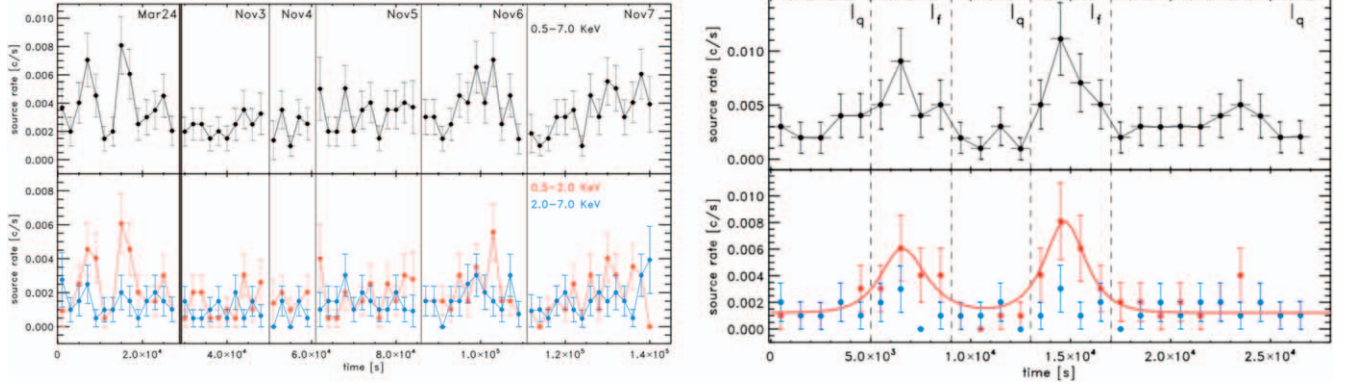 Mar24 Nov3 Nov4 Nov5 Nov6 Nov7
0.5–7.0 KeV
source rate [c/s]
0.010
0.008
0.006
0.004
0.002
0.000
0.5–2.0 KeV
2.0–7.0 KeV
source rate [c/s]
0.008
0.006
0.004
0.002
0.000
0 2.0×10⁴ 4.0×10⁴ 6.0×10⁴ 8.0×10⁴ 1.0×10⁵ 1.2×10⁵ 1.4×10⁵
time [s]
I_q I_f I_q I_f I_q
source rate [c/s]
0.010
0.005
0.000
source rate [c/s]
0.010
0.008
0.006
0.004
0.002
0.000
0 5.0×10³ 1.0×10⁴ 1.5×10⁴ 2.0×10⁴ 2.5×10⁴
time [s]